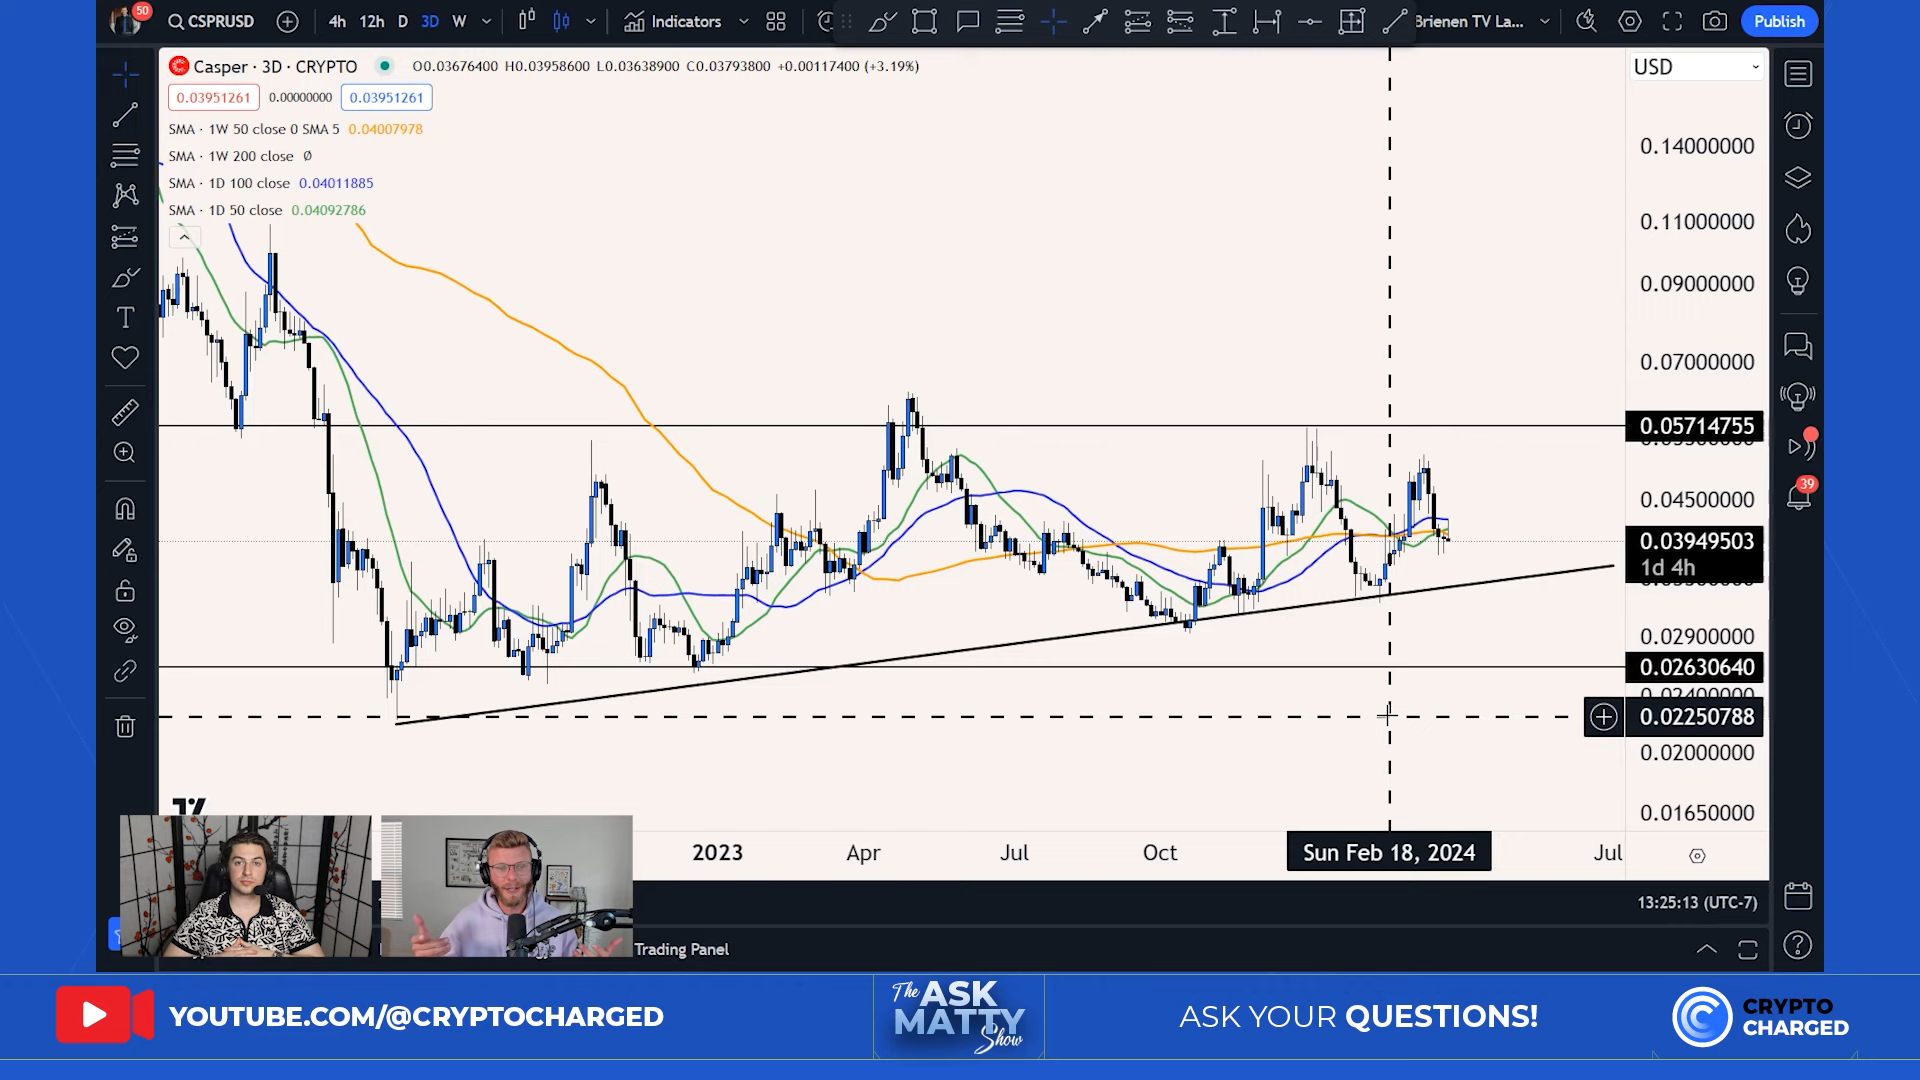 50
CSPRUSD
4h 12h D 3D W
Indicators
Brienen TV La...
Publish
Casper · 3D · CRYPTO
O0.03676400 H0.03958600 L0.03638900 C0.03793800 +0.00117400 (+3.19%)
USD
0.03951261 0.00000000 0.03951261
SMA · 1W 50 close 0 SMA 5 0.04007978
SMA · 1W 200 close Ø
SMA · 1D 100 close 0.04011885
SMA · 1D 50 close 0.04092786
0.14000000
0.11000000
0.09000000
0.07000000
0.05714755
0.04500000
39
0.03949503
1d 4h
0.02900000
0.02630640
0.02400000
0.02250788
0.02000000
0.01650000
2023 Apr Jul Oct Sun Feb 18, 2024 Jul
13:25:13 (UTC-7)
Trading Panel
YOUTUBE.COM/@CRYPTOCHARGED
The ASK
MATTY
Show
ASK YOUR QUESTIONS!
CRYPTO
CHARGED